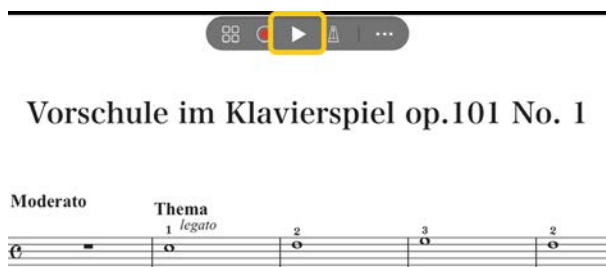 Vorschule im Klavierspiel op.101 No. 1
Moderato
Thema
legato
1 2 3 2